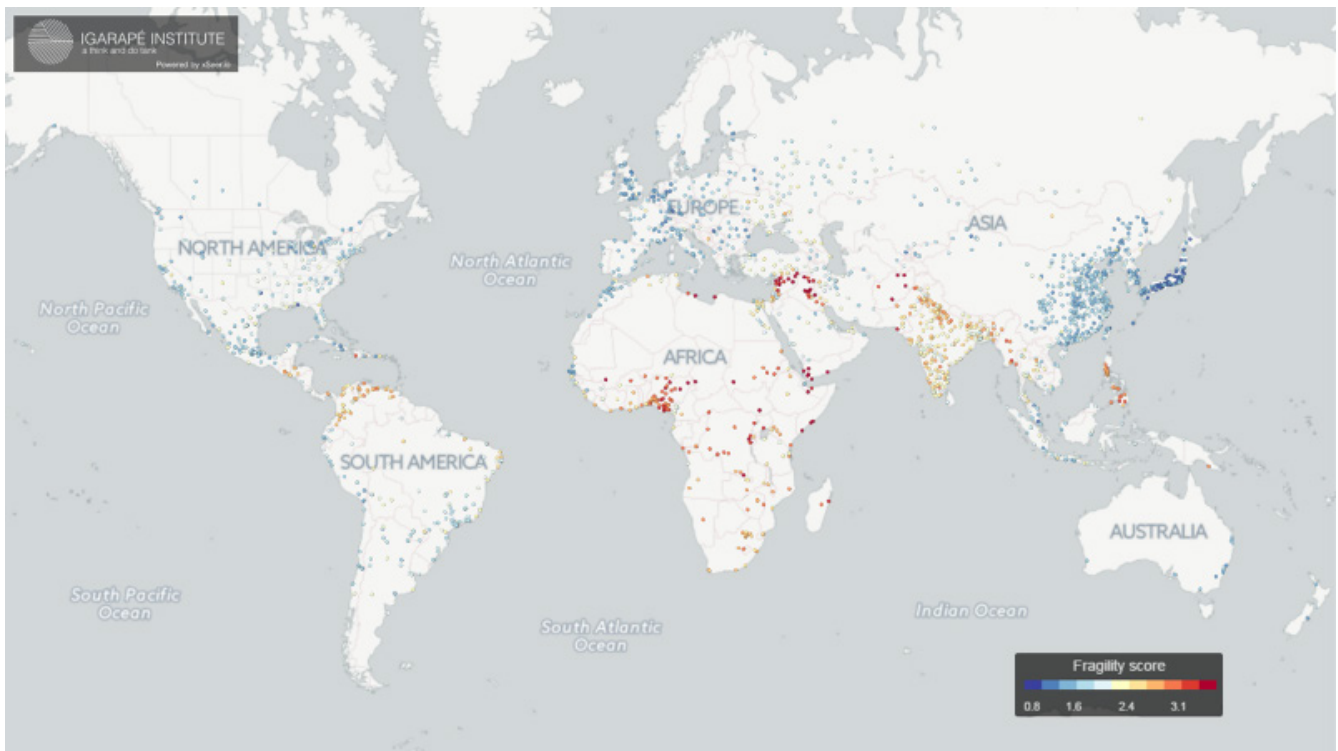 IGARAPÉ INSTITUTE
a think and do tank
Powered by
EUROPE
ASIA
NORTH AMERICA
North Atlantic
Ocean
North Pacific
Ocean
AFRICA
SOUTH AMERICA
AUSTRALIA
South Pacific
Ocean
South Atlantic
Ocean
Indian Ocean
Fragility score
0.8 1.6 2.4 3.1